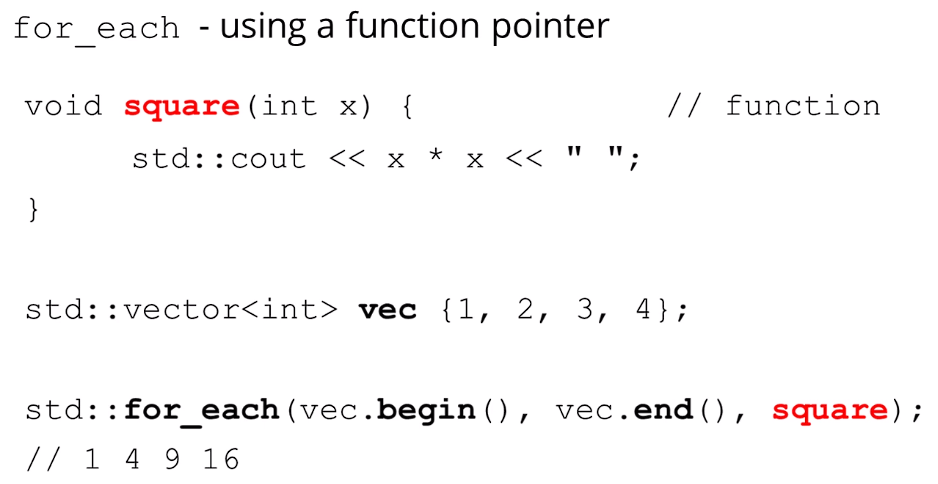 for_each - using a function pointer
void square(int x) { // function
std::cout << x * x << " ";
}
std::vector<int> vec {1, 2, 3, 4};
std::for_each(vec.begin(), vec.end(), square);
// 1 4 9 16